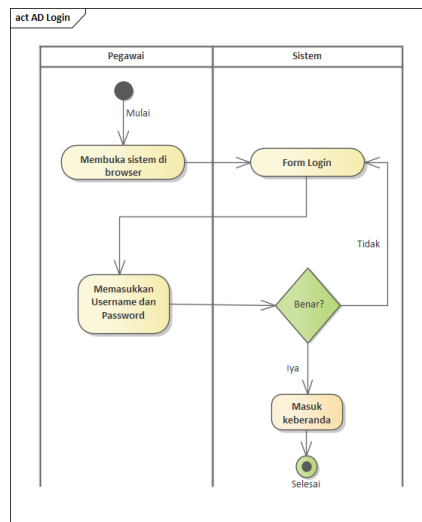 act AD Login
Pegawai
Sistem
Mulai
Membuka sistem di
browser
Form Login
Tidak
Memasukkan
Username dan
Password
Benar?
Iya
Masuk
keberanda
Selesai